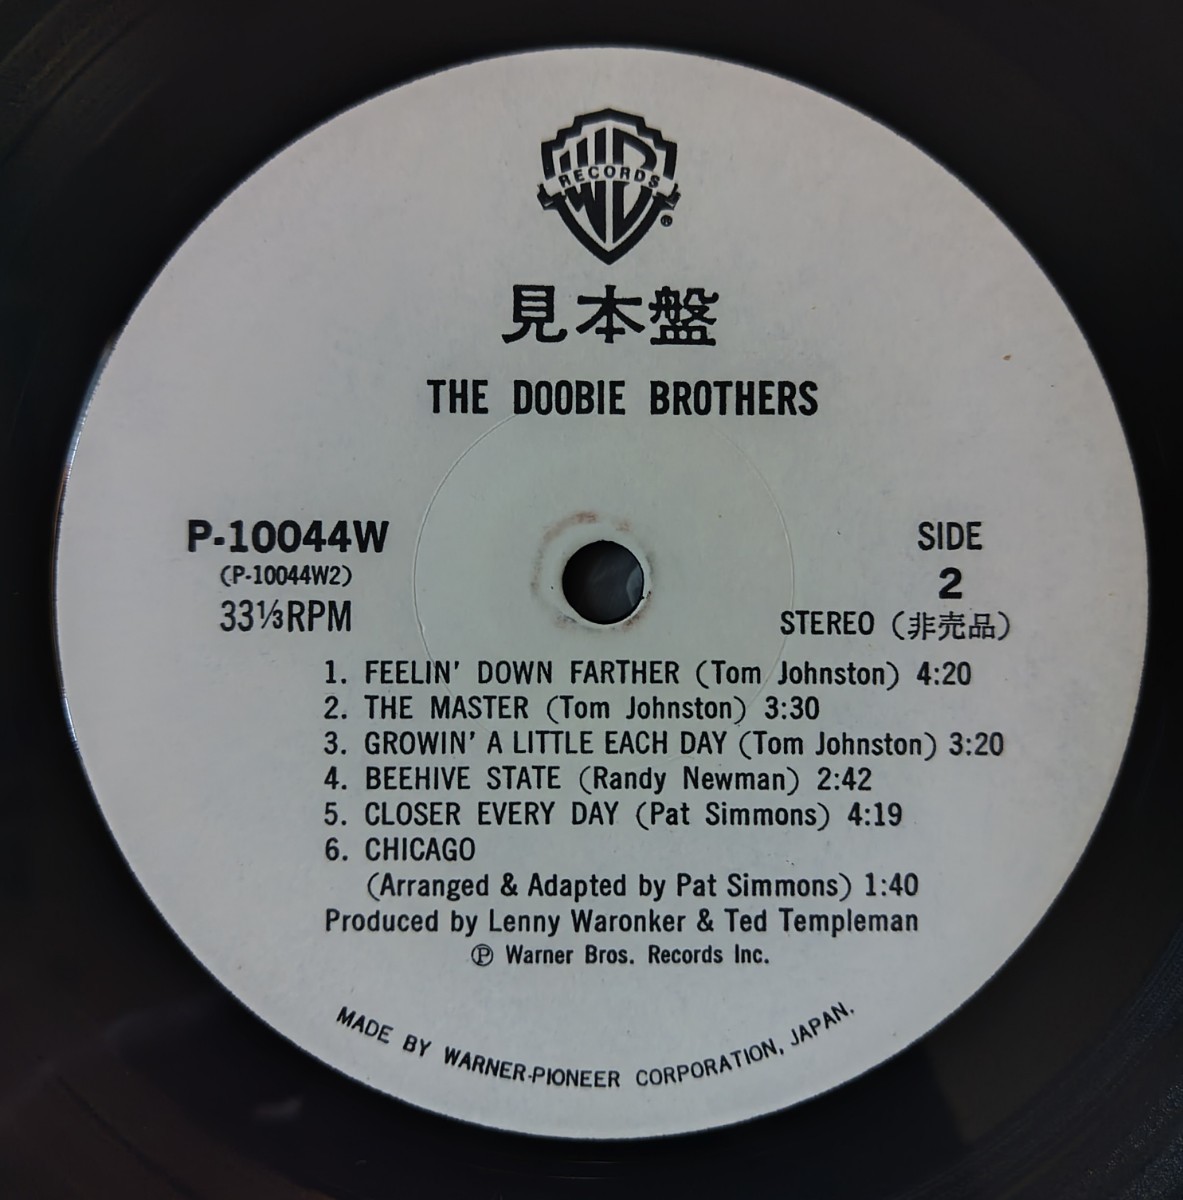 WB
RECORDS
®
見本盤
THE DOOBIE BROTHERS
P-10044W
(P-10044W2)
33⅓RPM
SIDE
2
STEREO (非売品)
1. FEELIN' DOWN FARTHER (Tom Johnston) 4:20
2. THE MASTER (Tom Johnston) 3:30
3. GROWIN' A LITTLE EACH DAY (Tom Johnston) 3:20
4. BEEHIVE STATE (Randy Newman) 2:42
5. CLOSER EVERY DAY (Pat Simmons) 4:19
6. CHICAGO
(Arranged & Adapted by Pat Simmons) 1:40
Produced by Lenny Waronker & Ted Templeman
℗ Warner Bros. Records Inc.
MADE BY WARNER-PIONEER CORPORATION, JAPAN.